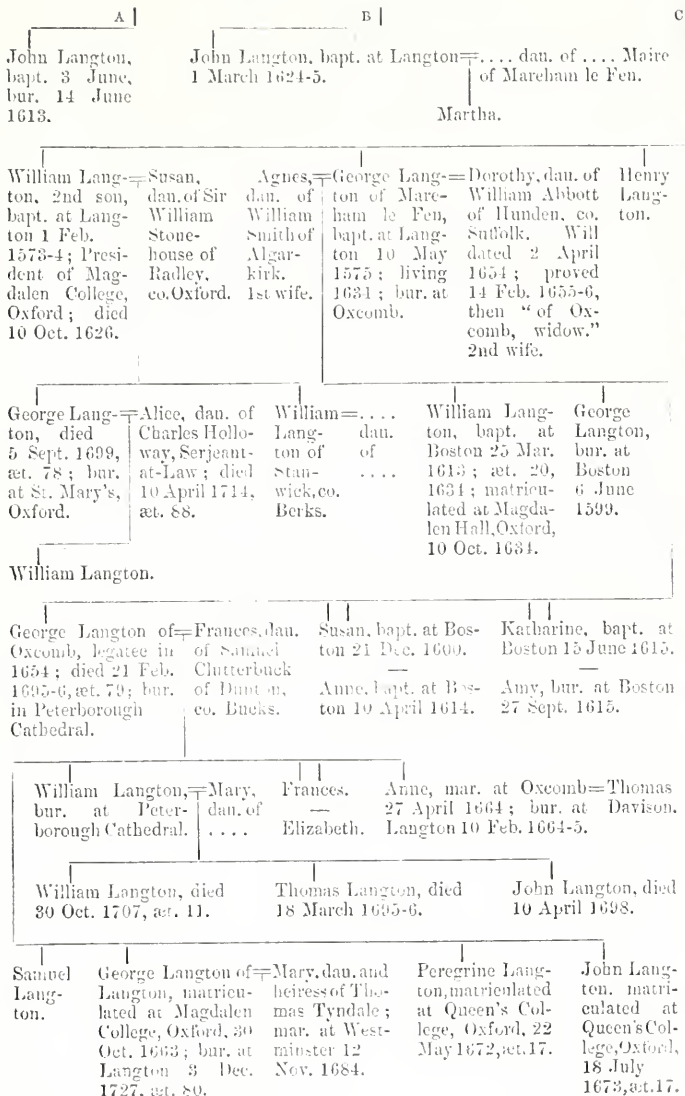 A B C
John Langton,
bapt. 3 June,
bur. 14 June
1613.
John Langton, bapt. at Langton=.... dan. of .... Maire
1 March 1624-5. of Mareham le Fen.
Martha.
William Lang-
ton, 2nd son,
bapt. at Lang-
ton 1 Feb.
1573-4; Presi-
dent of Mag-
dalen College,
Oxford; died
10 Oct. 1626.
=Susan,
dau. of Sir
William
Stone-
house of
Radley,
co. Oxford.
Agnes,
dau. of
William
Smith of
Algar-
kirk.
1st wife.
=George Lang-
ton of Mare-
ham le Fen,
bapt. at Lang-
ton 10 May
1575; living
1634; bur. at
Oxcomb.
=Dorothy, dau. of
William Abbott
of Hunden, co.
Suffolk. Will
dated 2 April
1654; proved
14 Feb. 1655-6,
then "of Ox-
comb, widow."
2nd wife.
Henry
Lang-
ton.
George Lang-
ton, died
5 Sept. 1699,
æt. 78; bur.
at St. Mary's,
Oxford.
=Alice, dau. of
Charles Hollo-
way, Serjeant-
at-Law; died
10 April 1714,
æt. 88.
William=....
Lang- dau.
ton of of
Stan- ....
wick, co.
Berks.
William Lang-
ton, bapt. at
Boston 25 Mar.
1613; æt. 20,
1634; matricu-
lated at Magda-
len Hall, Oxford,
10 Oct. 1634.
George
Langton,
bur. at
Boston
6 June
1599.
William Langton.
George Langton of
Oxcomb, legatee in
1654; died 21 Feb.
1695-6, æt. 79; bur.
in Peterborough
Cathedral.
=Frances, dau.
of Samuel
Clutterbuck
of Dunton,
co. Bucks.
Susan, bapt. at Bos-
ton 21 Dec. 1600.
—
Anne, bapt. at Bos-
ton 10 April 1614.
Katharine, bapt. at
Boston 15 June 1615.
—
Amy, bur. at Boston
27 Sept. 1615.
William Langton,
bur. at Peter-
borough Cathedral.
=Mary,
dau. of
....
Frances.
—
Elizabeth.
Anne, mar. at Oxcomb=Thomas
27 April 1664; bur. at Davison.
Langton 10 Feb. 1664-5.
William Langton, died
30 Oct. 1707, æt. 11.
Thomas Langton, died
18 March 1695-6.
John Langton, died
10 April 1698.
Samuel
Lang-
ton.
George Langton of
Langton, matricu-
lated at Magdalen
College, Oxford, 30
Oct. 1663; bur. at
Langton 3 Dec.
1727, æt. 80.
=Mary, dau. and
heiress of Tho-
mas Tyndale;
mar. at West-
minster 12
Nov. 1684.
Peregrine Lang-
ton, matriculated
at Queen's Col-
lege, Oxford, 22
May 1672, æt. 17.
John Lang-
ton, matri-
culated at
Queen's Col-
lege, Oxford,
18 July
1673, æt. 17.